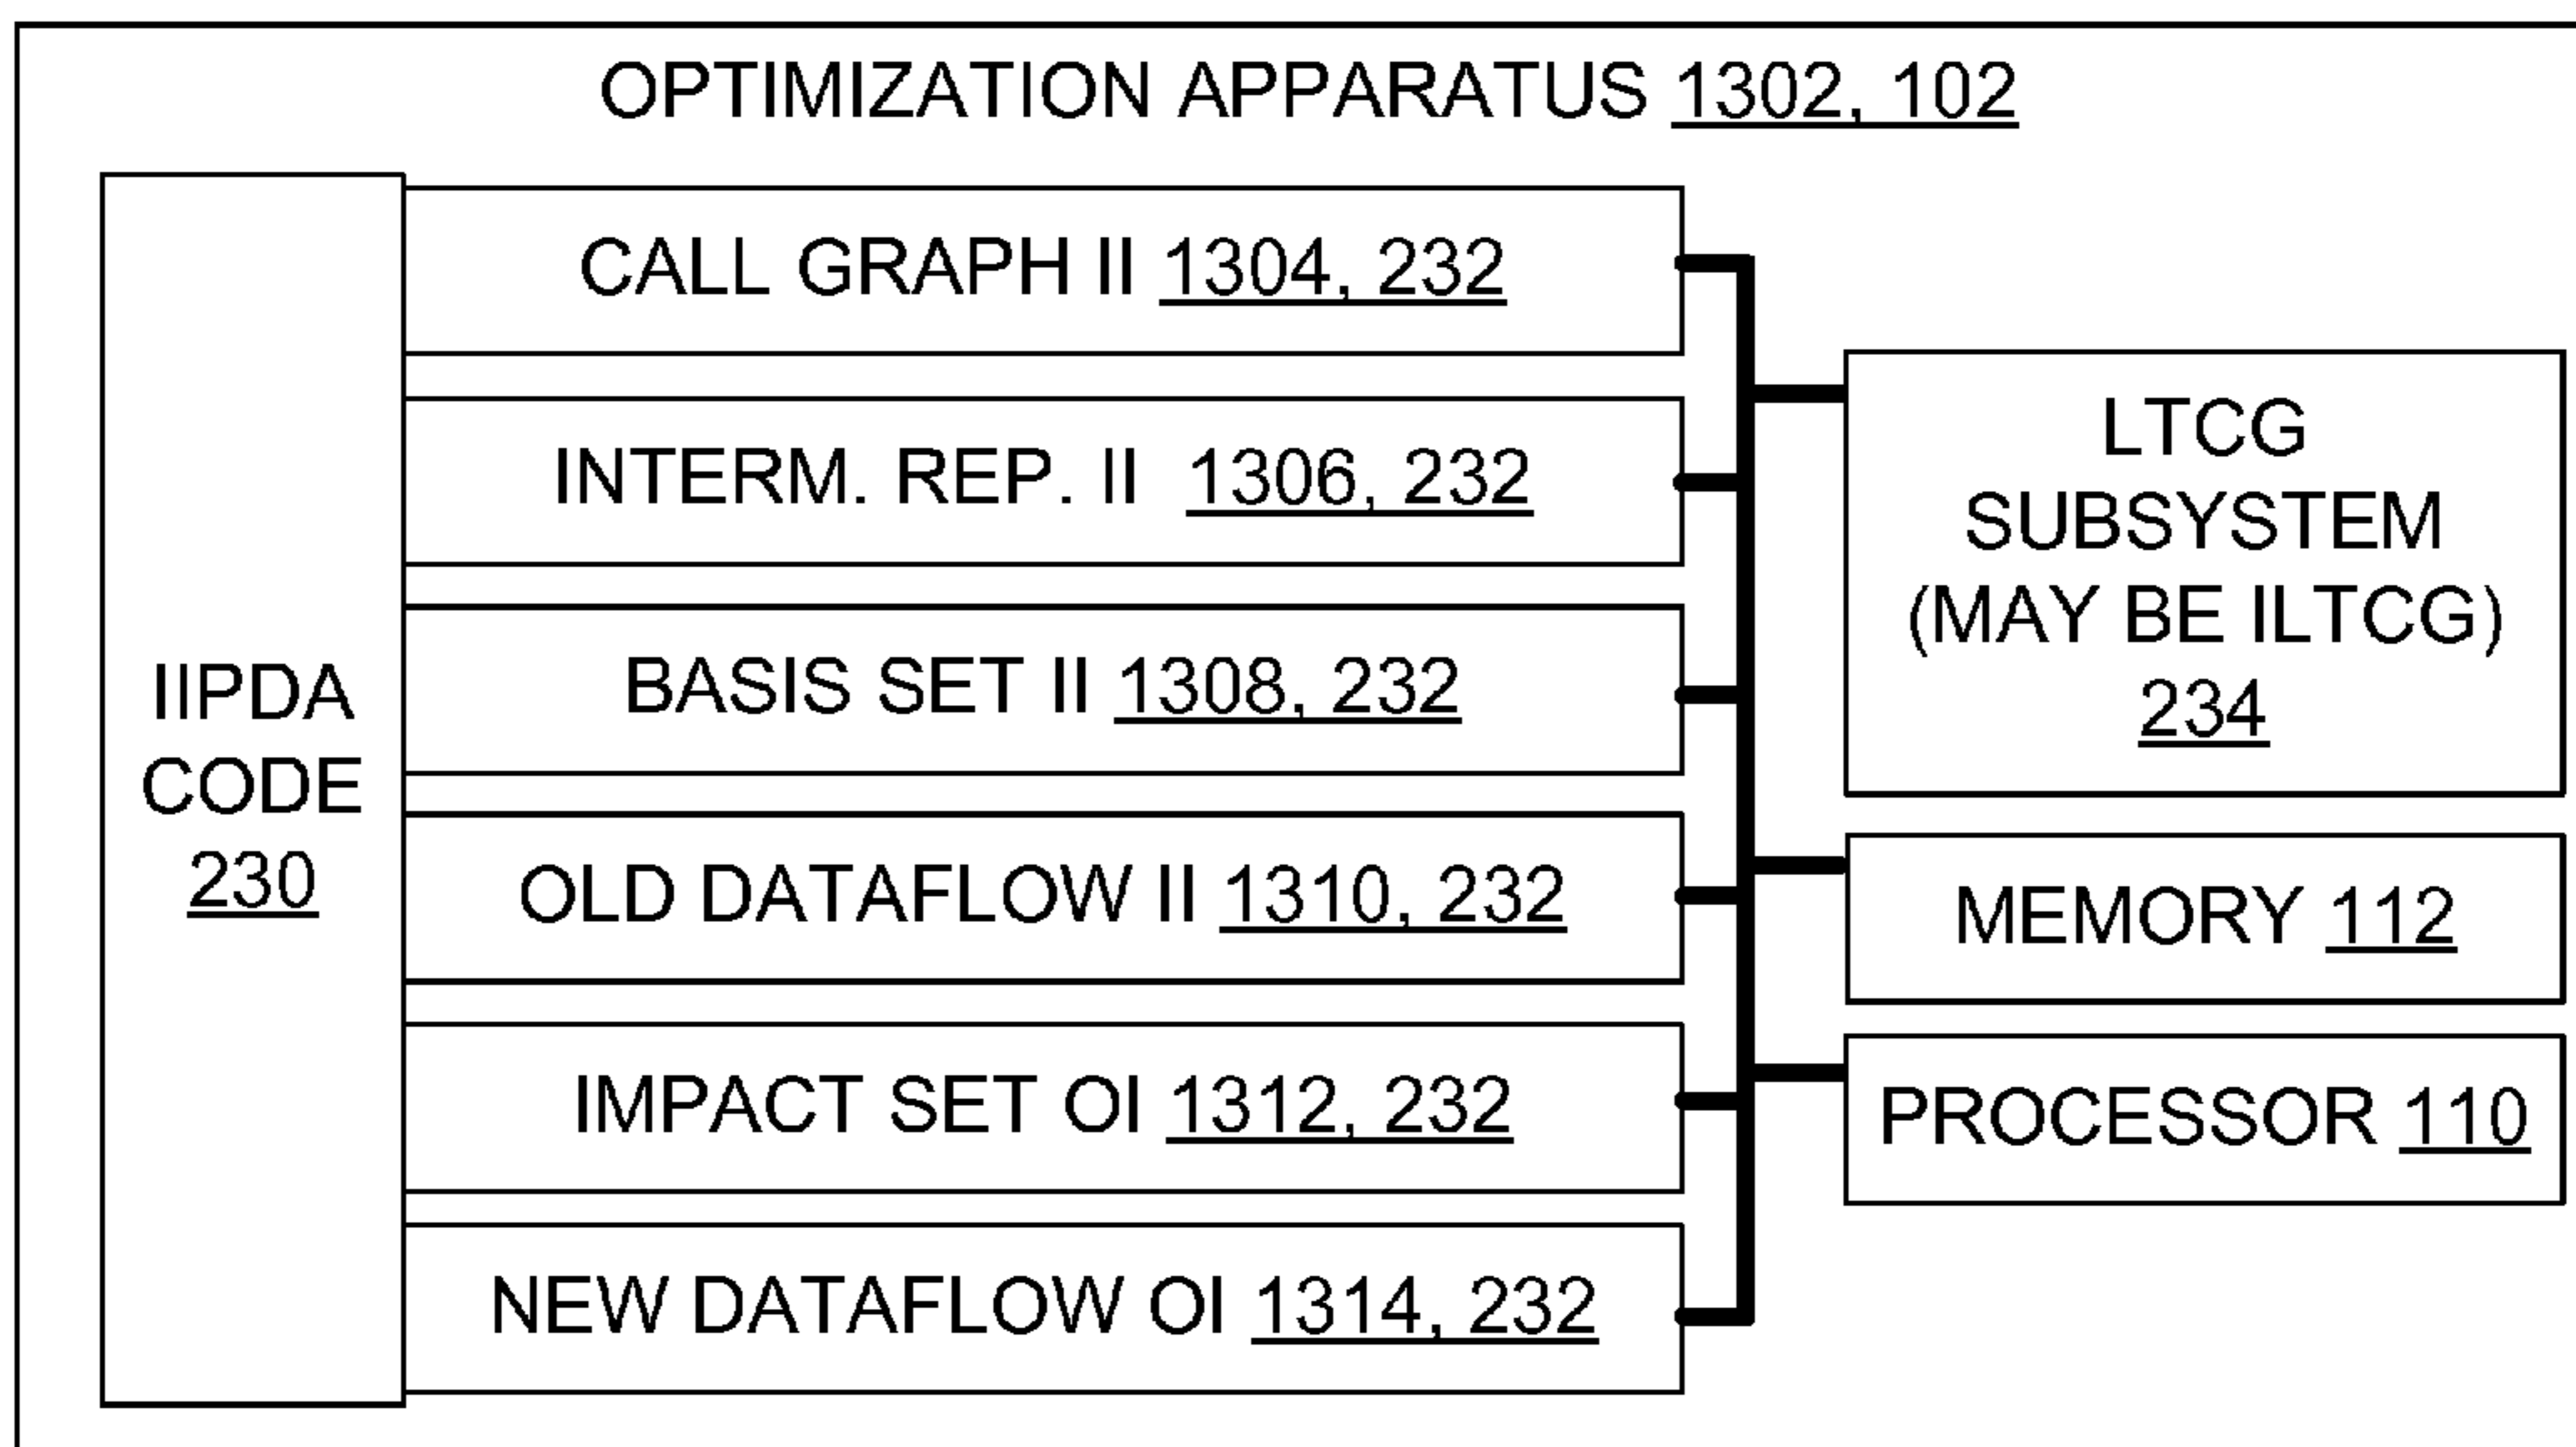 OPTIMIZATION APPARATUS 1302, 102
IIPDA
CODE
230
CALL GRAPH II 1304, 232
INTERM. REP. II 1306, 232
BASIS SET II 1308, 232
OLD DATAFLOW II 1310, 232
IMPACT SET OI 1312, 232
NEW DATAFLOW OI 1314, 232
LTCG
SUBSYSTEM
(MAY BE ILTCG)
234
MEMORY 112
PROCESSOR 110